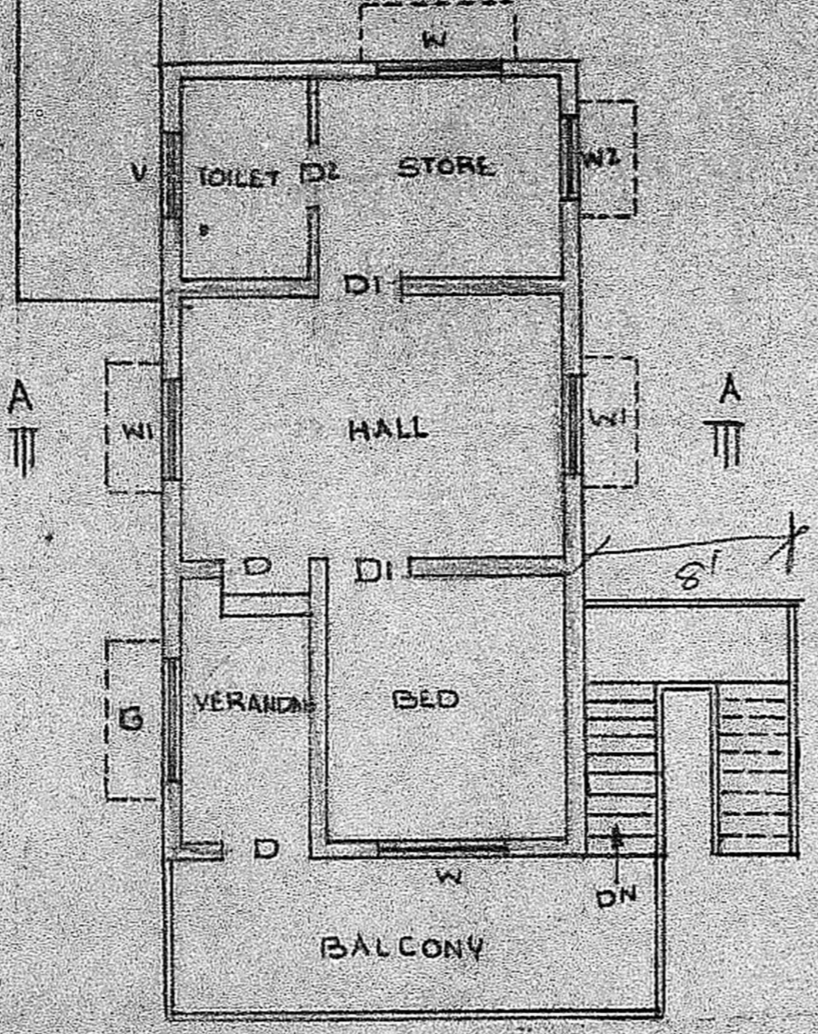 W
V
TOILET D2 STORE
W2
D1
A
W1
HALL
W1
A
D
D1
8'
G
VERANDAH
BED
D
W
DN
BALCONY